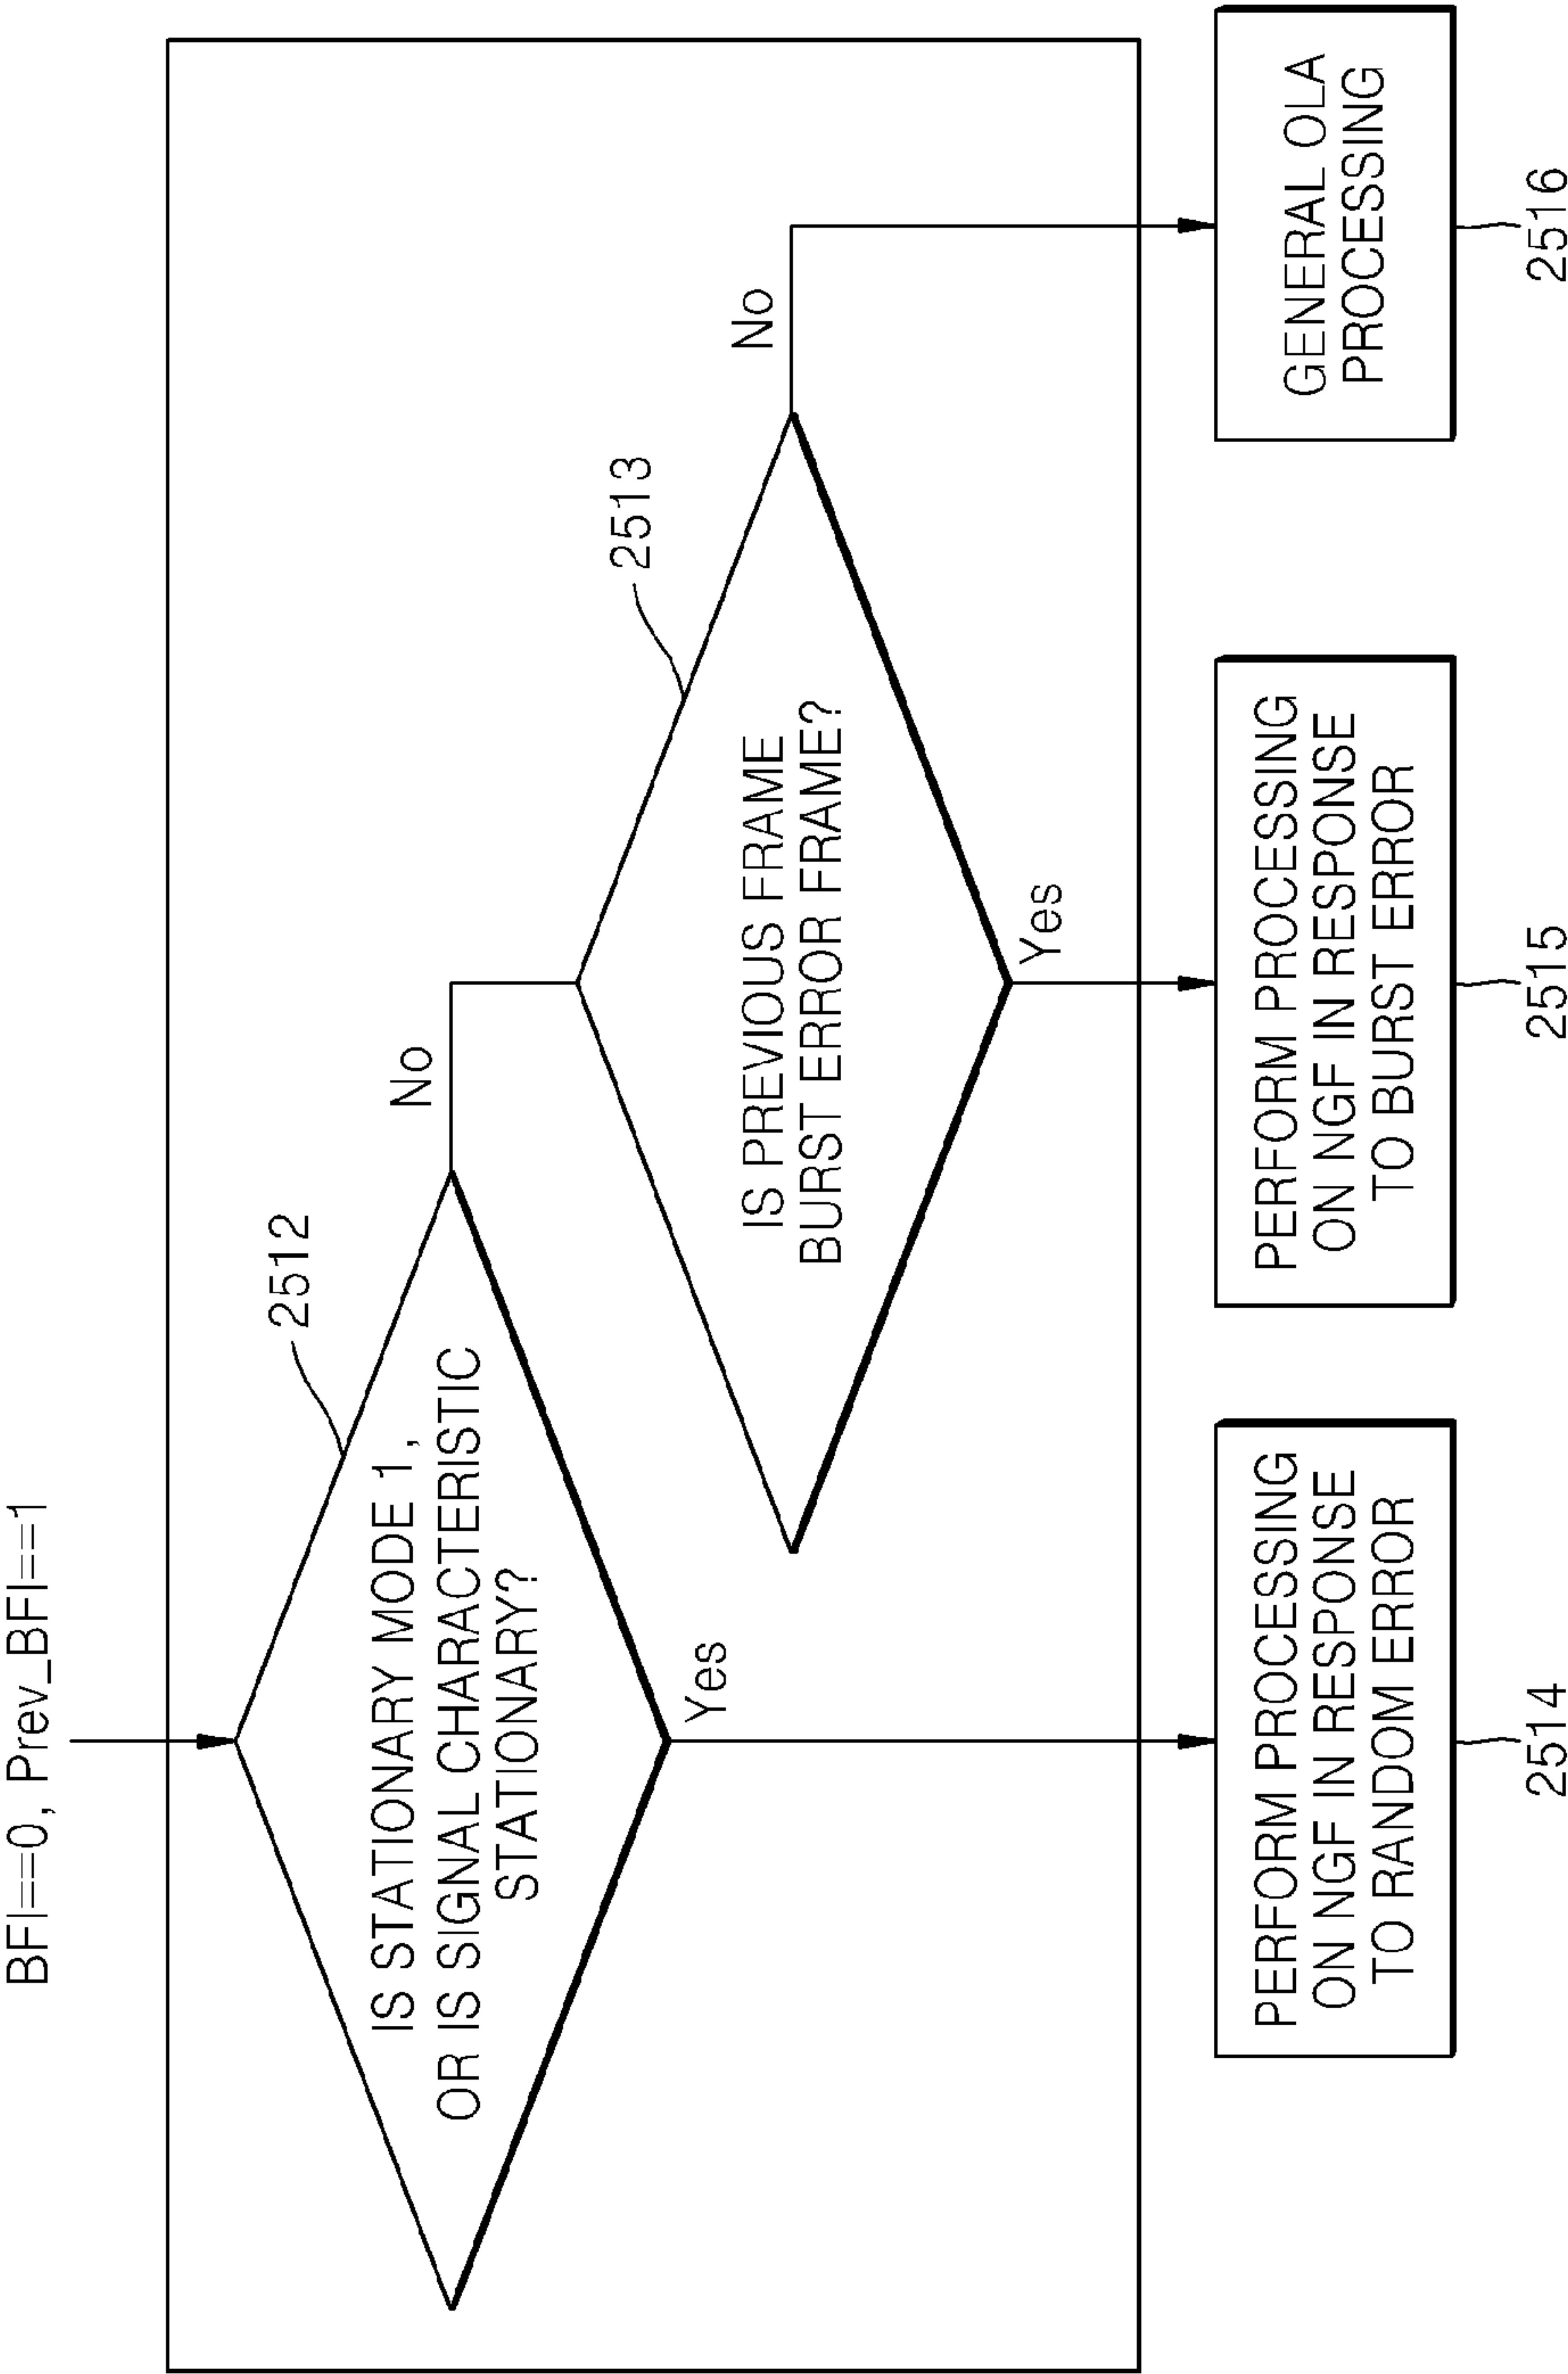 BFI==0, Prev_BFI==1
2512
IS STATIONARY MODE 1,
OR IS SIGNAL CHARACTERISTIC
STATIONARY?
No
Yes
2513
IS PREVIOUS FRAME
BURST ERROR FRAME?
No
Yes
PERFORM PROCESSING
ON NGF IN RESPONSE
TO RANDOM ERROR
2514
PERFORM PROCESSING
ON NGF IN RESPONSE
TO BURST ERROR
2515
GENERAL OLA
PROCESSING
2516